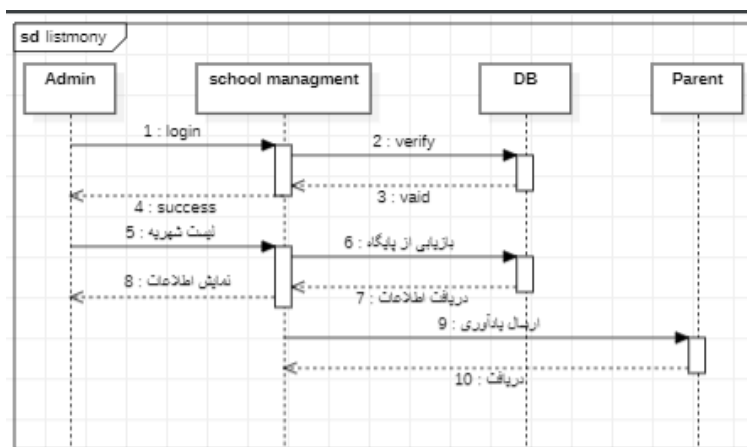 sd listmony
Admin
school managment
DB
Parent
1 : login
2 : verify
3 : vaid
4 : success
5 : لیست شهریه
6 : بازیابی از پایگاه
7 : دریافت اطلاعات
8 : نمایش اطلاعات
9 : ارسال یادآوری
10 : دریافت